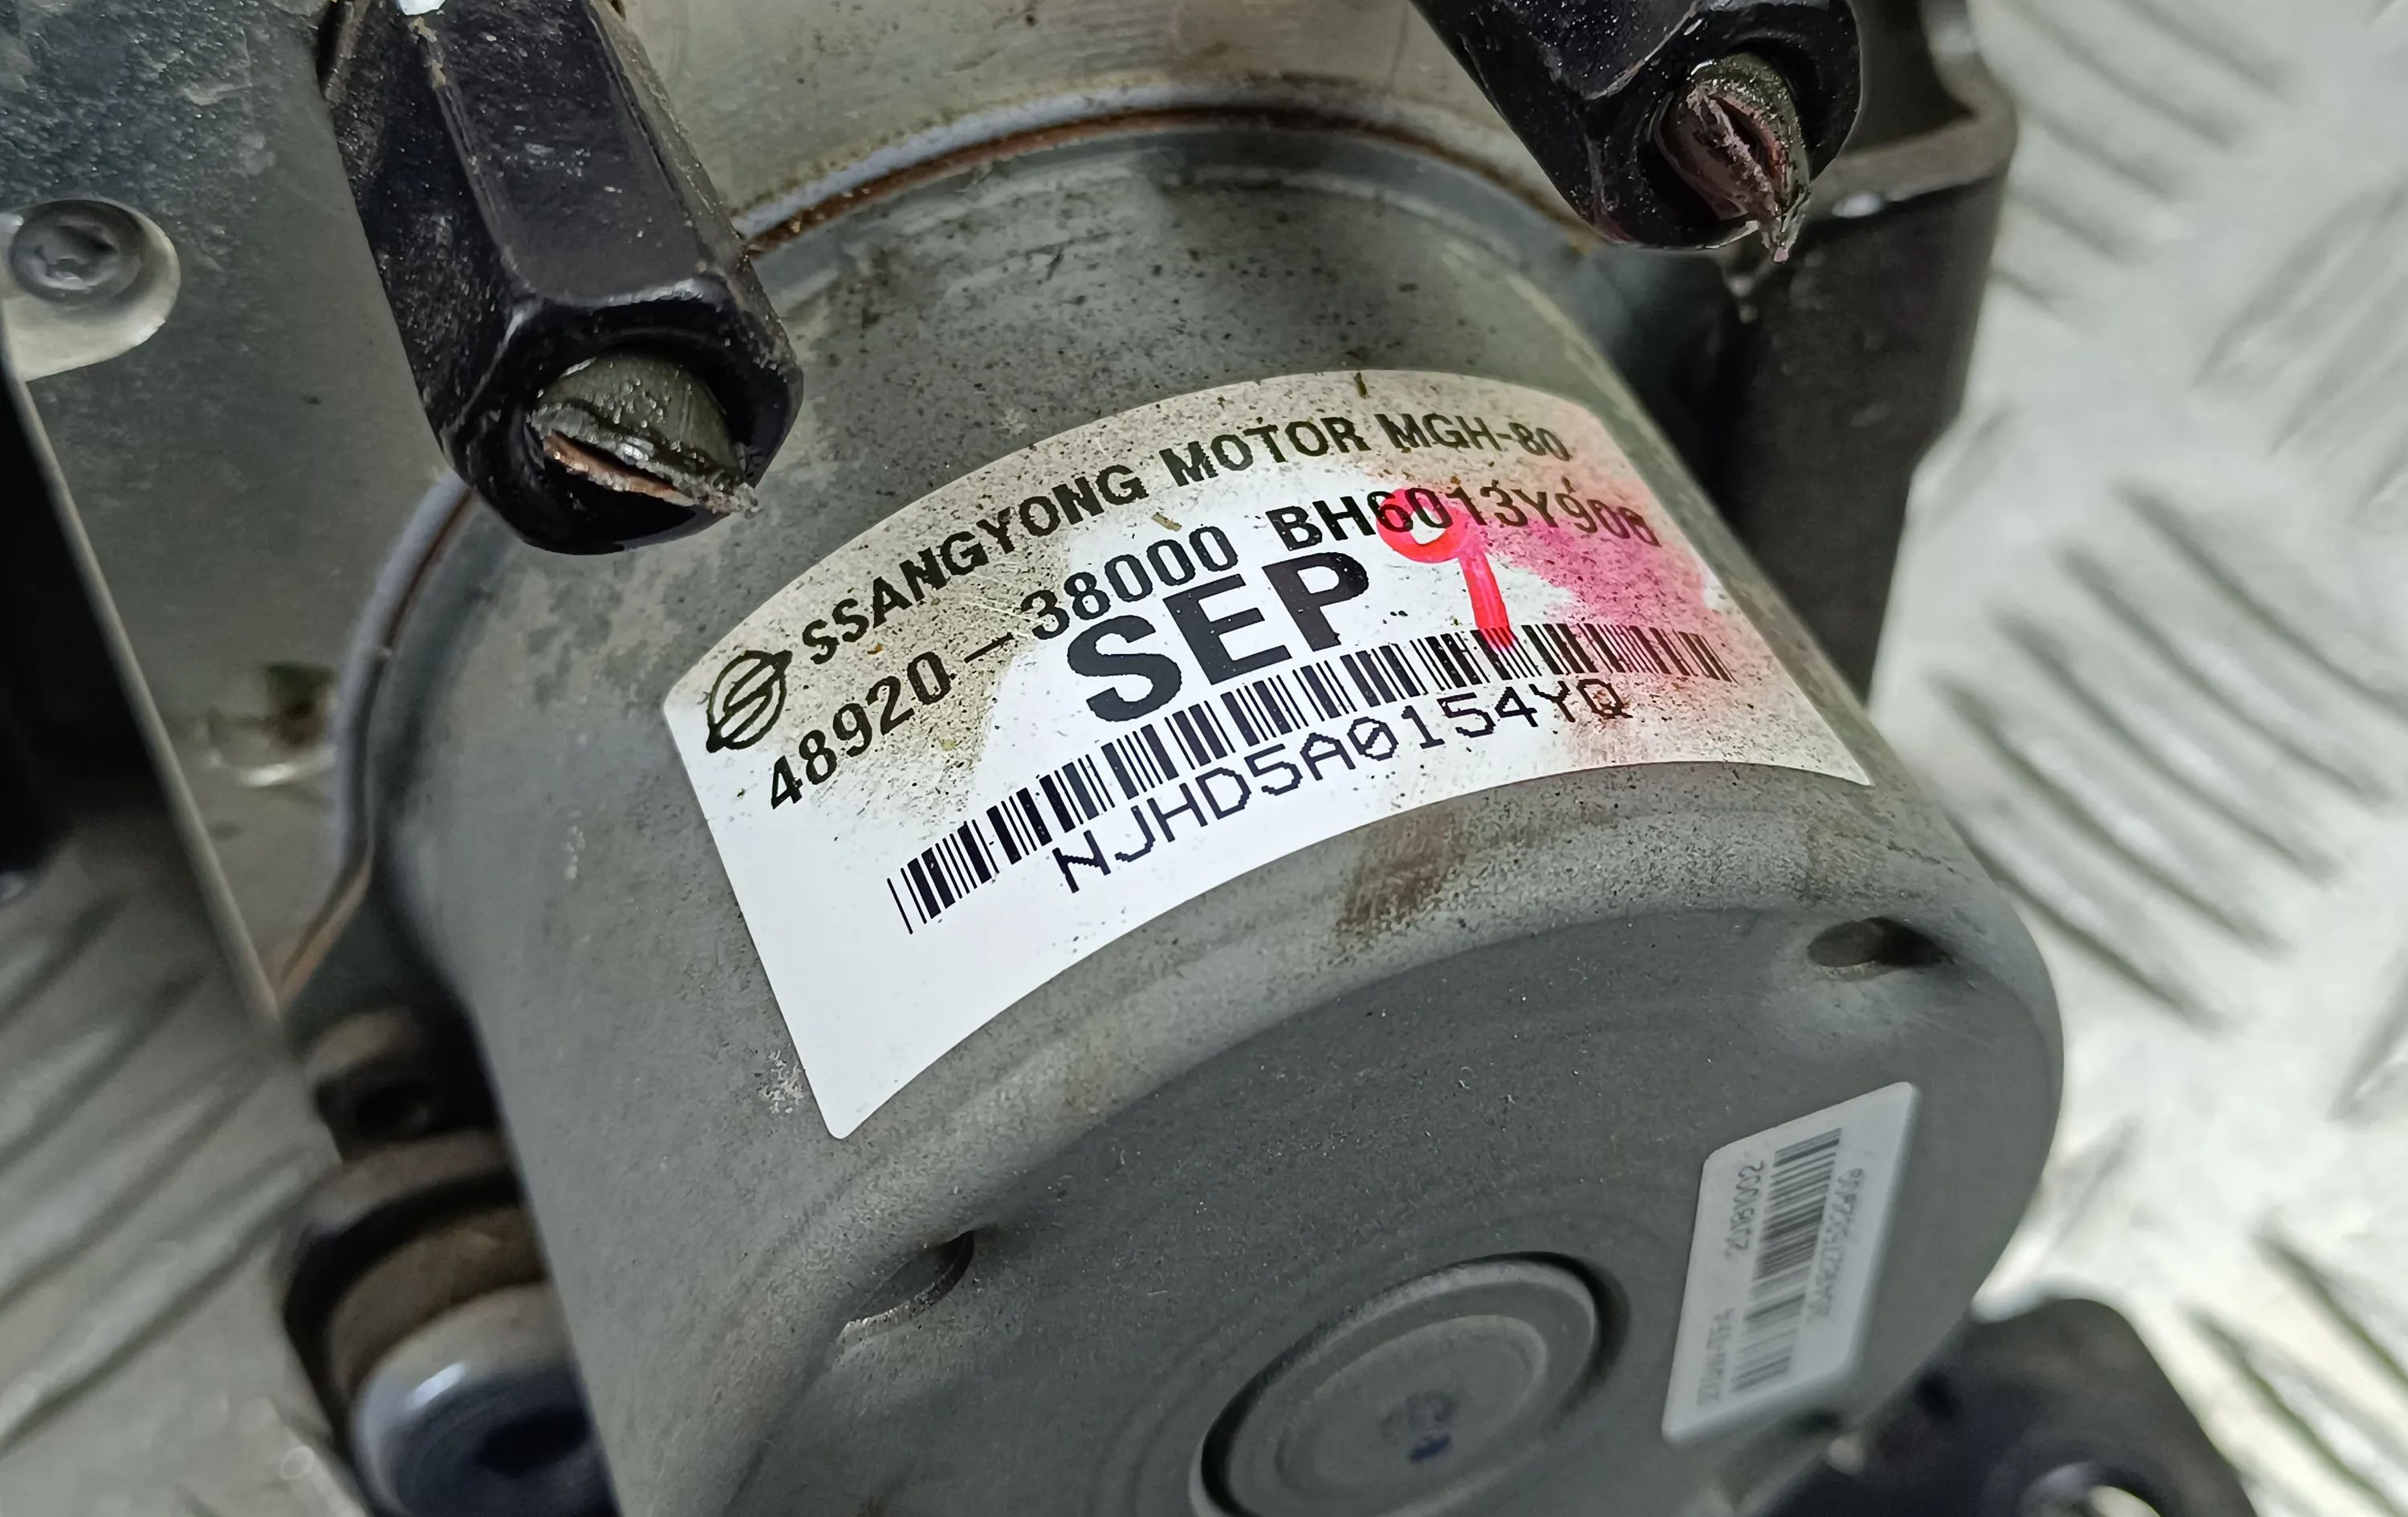 SSANGYONG MOTOR MGH-80
48920-38000 BH6013Y908
SEP
NJHD5A0154YQ